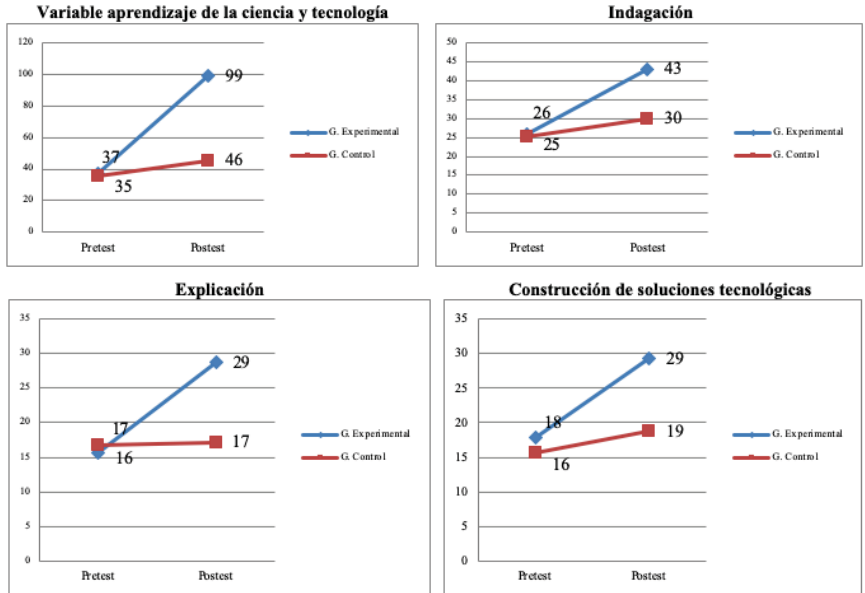 Variable aprendizaje de la ciencia y tecnología
120
100
80
60
40
20
0
37
35
99
46
Pretest
Postest
G. Experimental
G. Control
Indagación
50
45
40
35
30
25
20
15
10
5
0
26
25
43
30
Pretest
Postest
G. Experimental
G. Control
Explicación
35
30
25
20
15
10
5
0
17
16
29
17
Pretest
Postest
G. Experimental
G. Control
Construcción de soluciones tecnológicas
35
30
25
20
15
10
5
0
18
16
29
19
Pretest
Postest
G. Experimental
G. Control